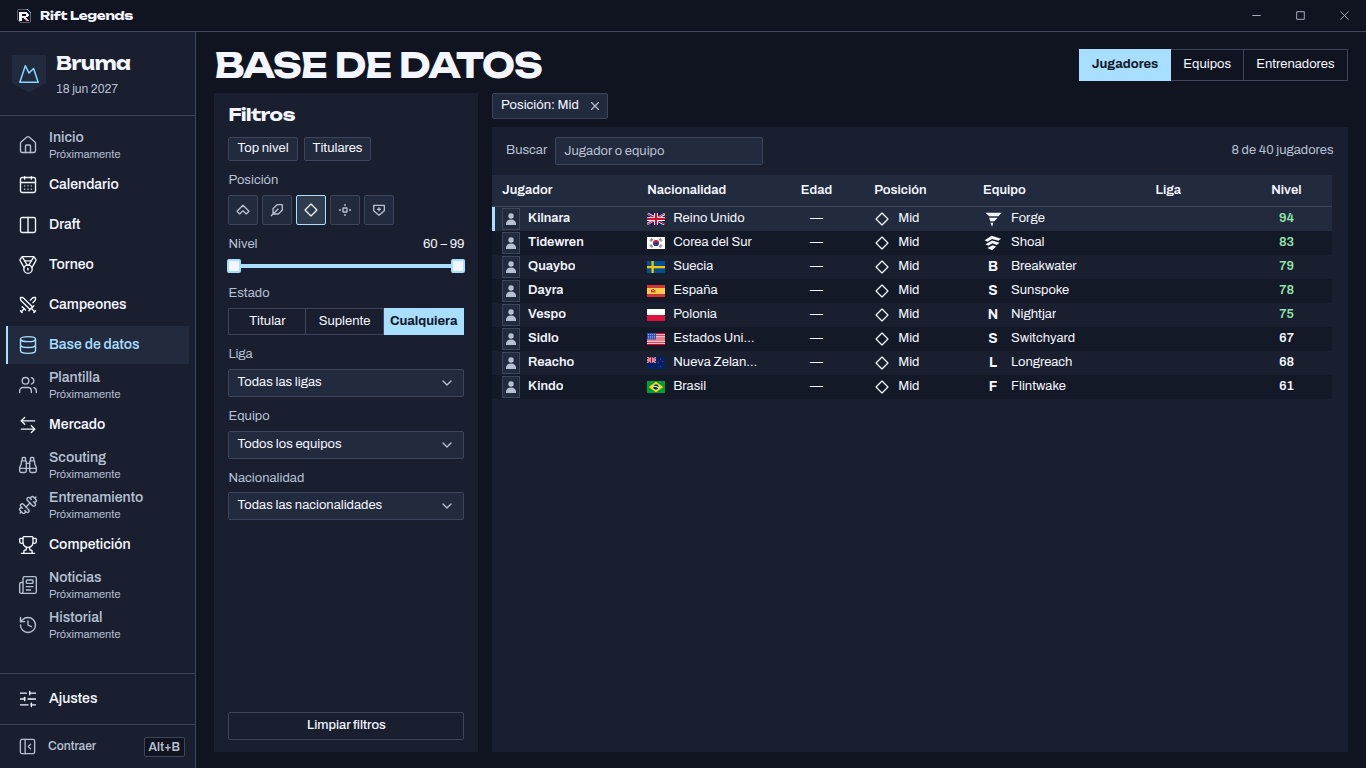 Rift Legends
Bruma
18 jun 2027
Inicio
Próximamente
Calendario
Draft
Torneo
Campeones
Base de datos
Plantilla
Próximamente
Mercado
Scouting
Próximamente
Entrenamiento
Próximamente
Competición
Noticias
Próximamente
Historial
Próximamente
Ajustes
Contraer Alt+B
BASE DE DATOS
Jugadores Equipos Entrenadores
Filtros
Top nivel Titulares
Posición
Nivel 60 – 99
Estado
Titular Suplente Cualquiera
Liga
Todas las ligas
Equipo
Todos los equipos
Nacionalidad
Todas las nacionalidades
Limpiar filtros
Posición: Mid
Buscar Jugador o equipo 8 de 40 jugadores
Jugador Nacionalidad Edad Posición Equipo Liga Nivel
Kilnara Reino Unido — Mid Forge 94
Tidewren Corea del Sur — Mid Shoal 83
Quaybo Suecia — Mid B Breakwater 79
Dayra España — Mid S Sunspoke 78
Vespo Polonia — Mid N Nightjar 75
Sidlo Estados Uni... — Mid S Switchyard 67
Reacho Nueva Zelan... — Mid L Longreach 68
Kindo Brasil — Mid F Flintwake 61